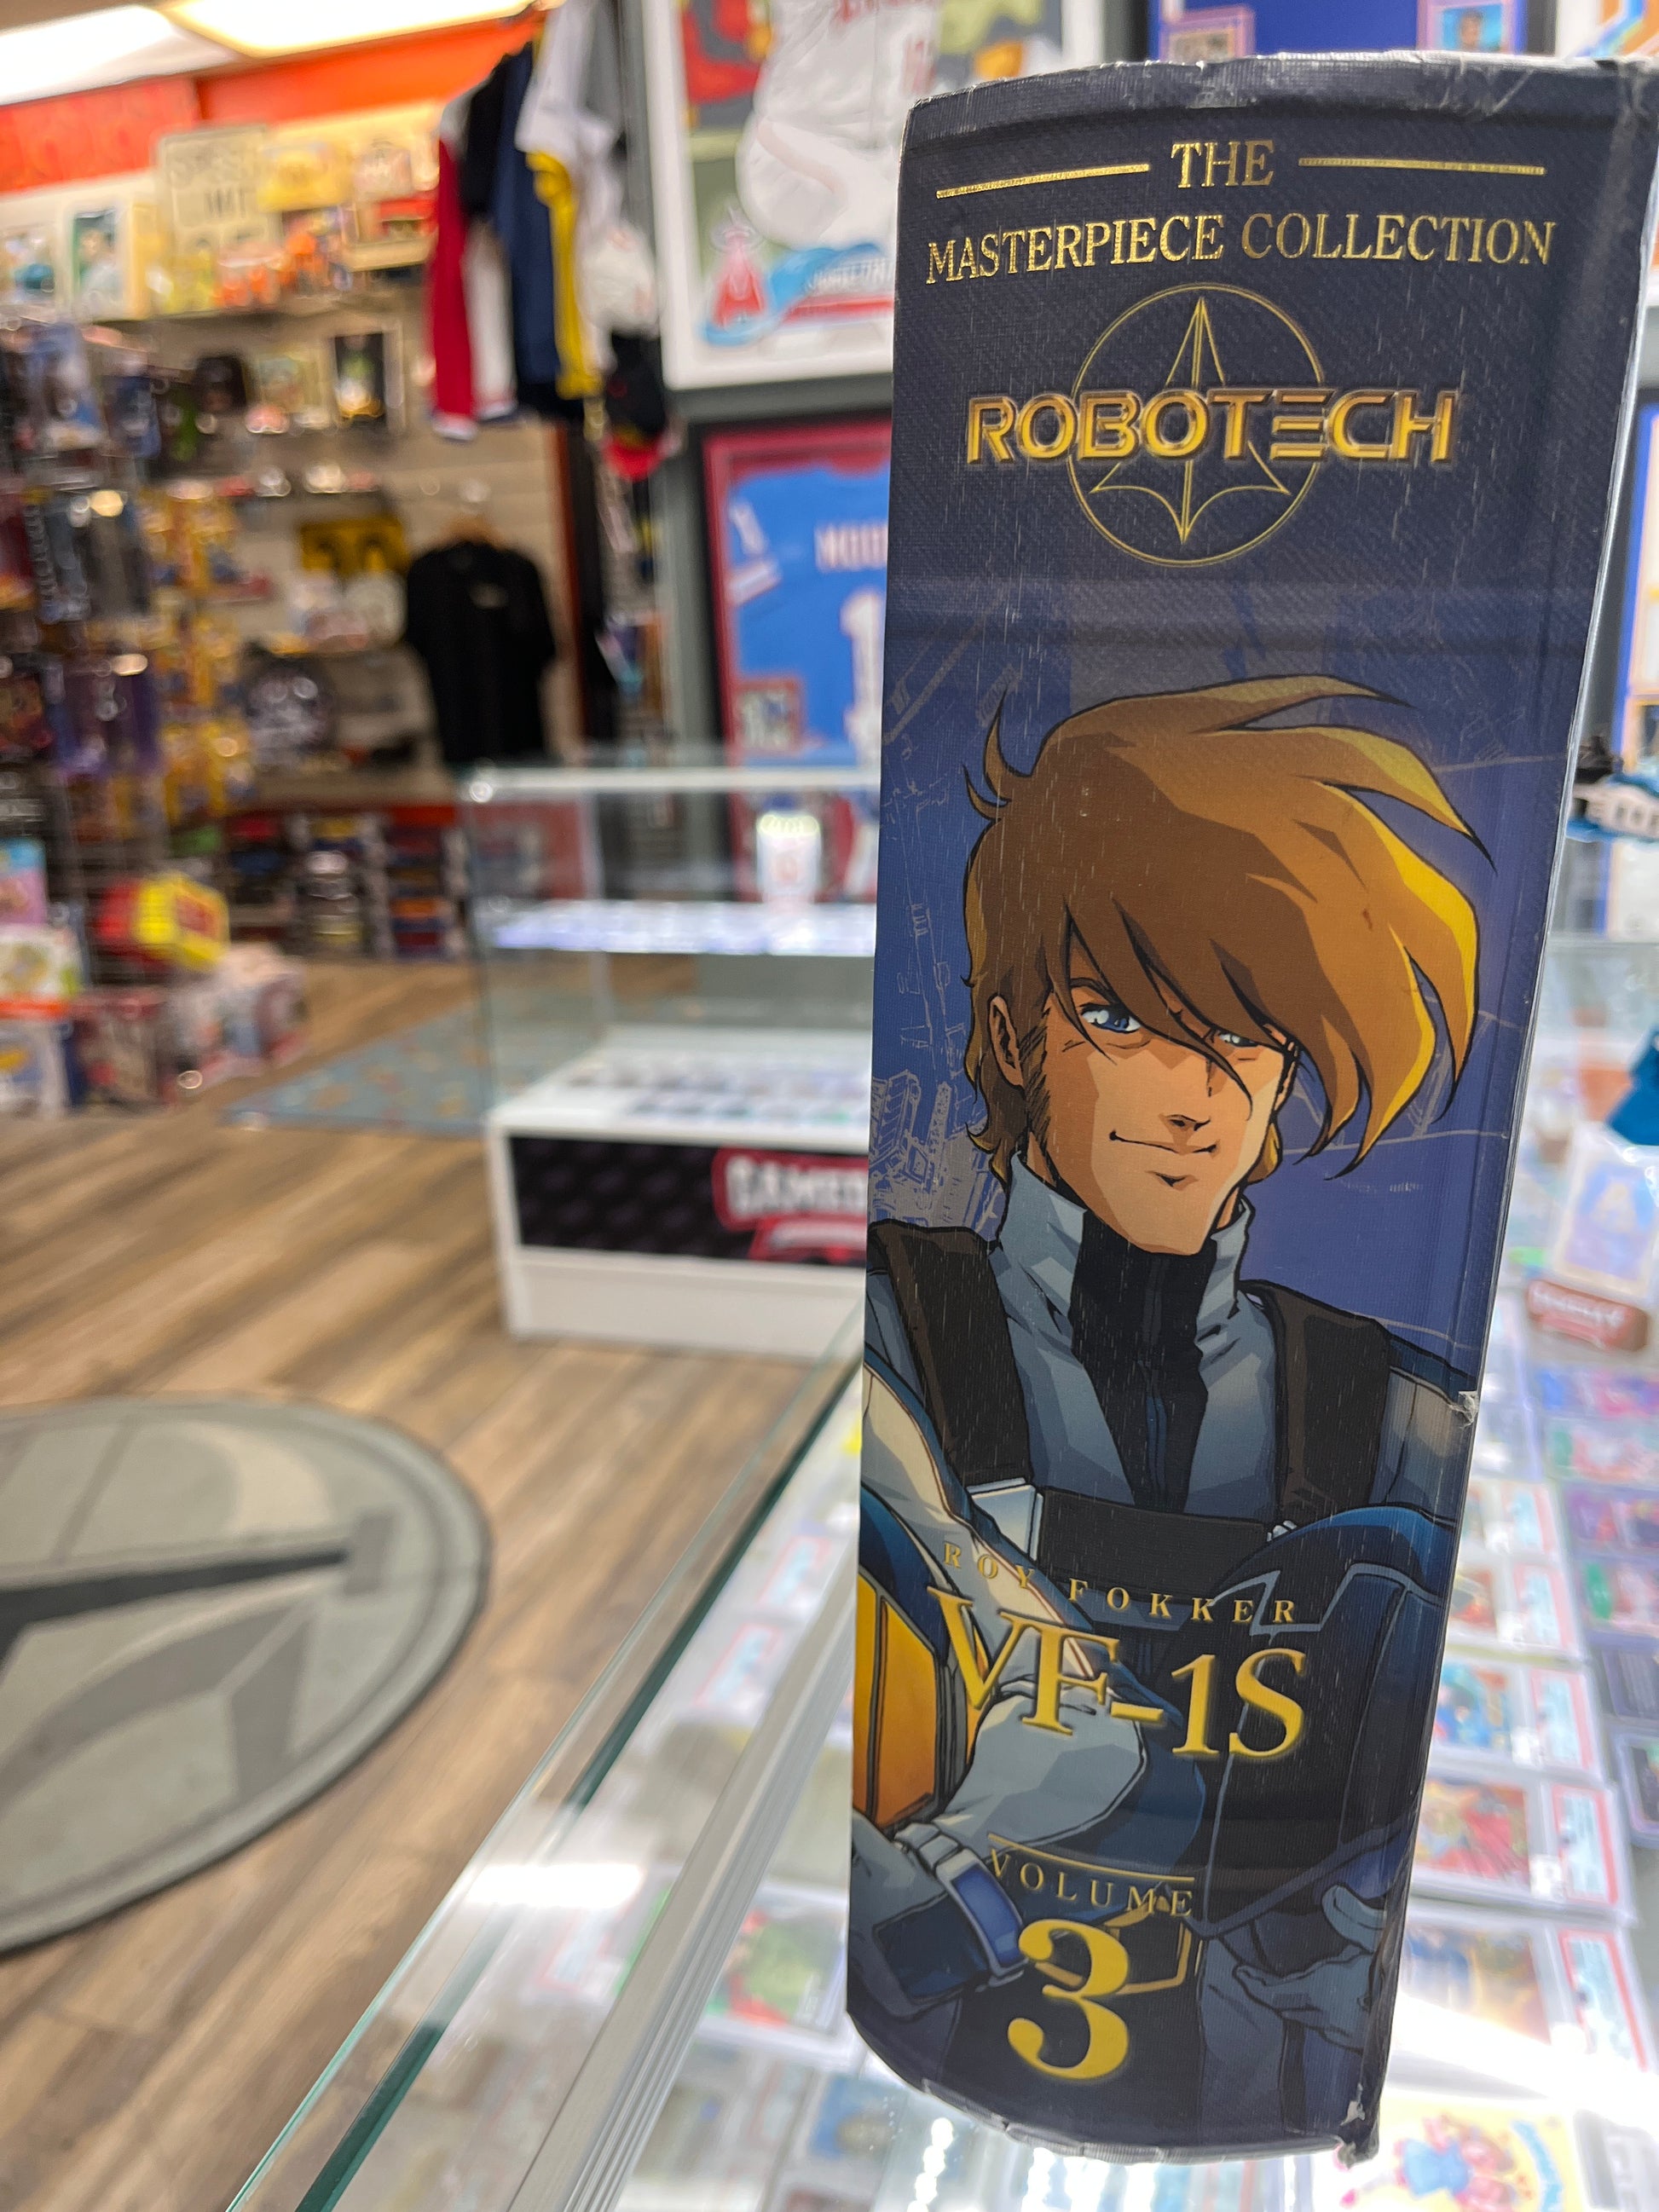 THE
MASTERPIECE COLLECTION
ROBOTECH
ROY FOKKER
VF-1S
VOLUME
3